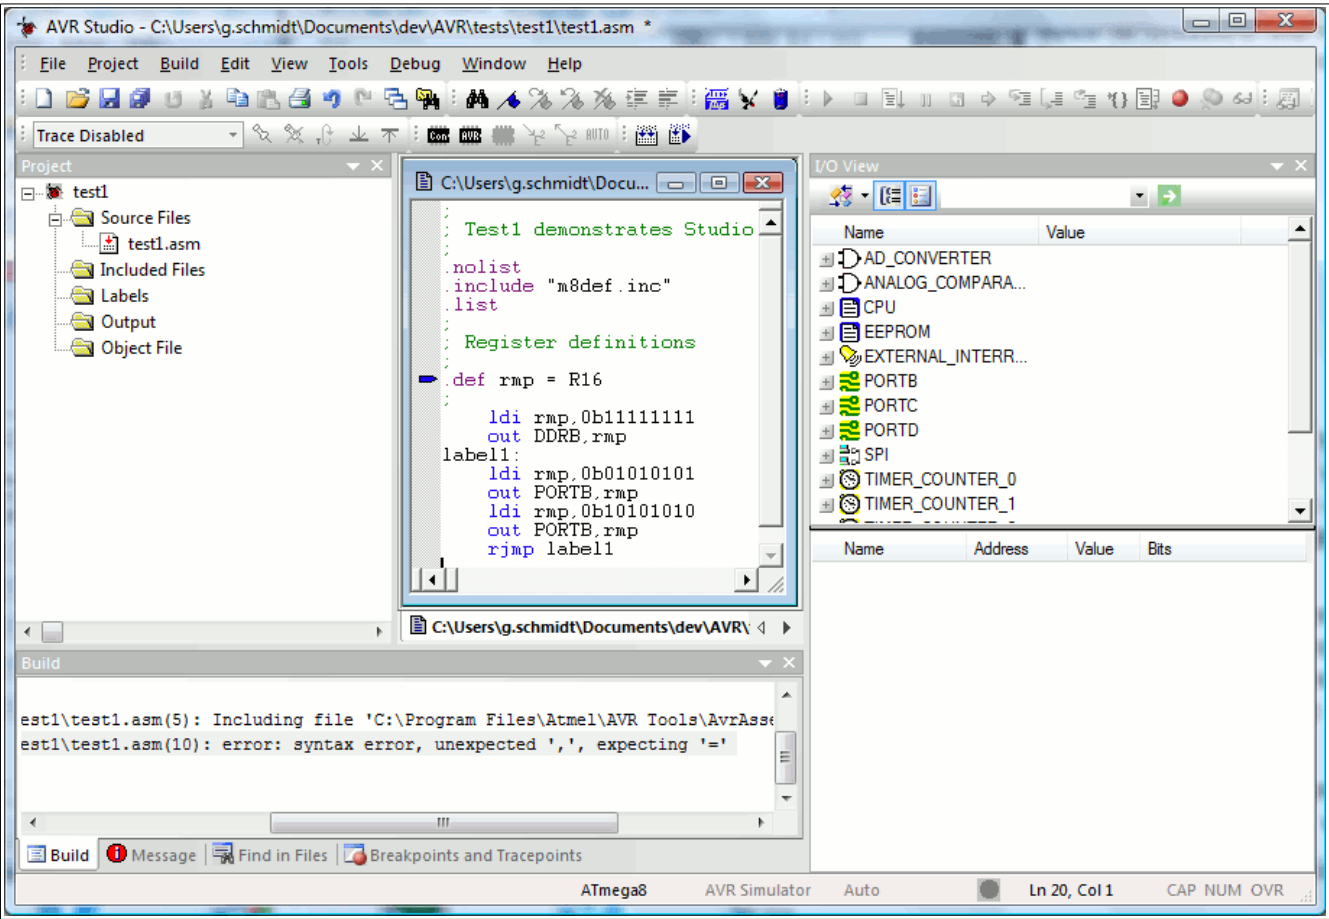 AVR Studio - C:\Users\g.schmidt\Documents\dev\AVR\tests\test1\test1.asm *
File Project Build Edit View Tools Debug Window Help
Trace Disabled
Con AVR AUTO
Project
test1
Source Files
test1.asm
Included Files
Labels
Output
Object File
C:\Users\g.schmidt\Docu...
;
; Test1 demonstrates Studio
;
.nolist
.include "m8def.inc"
.list
;
; Register definitions
;
.def rmp = R16
;
ldi rmp,0b11111111
out DDRB,rmp
label1:
ldi rmp,0b01010101
out PORTB,rmp
ldi rmp,0b10101010
out PORTB,rmp
rjmp label1
C:\Users\g.schmidt\Documents\dev\AVR\
I/O View
Name Value
AD_CONVERTER
ANALOG_COMPARA...
CPU
EEPROM
EXTERNAL_INTERR...
PORTB
PORTC
PORTD
SPI
TIMER_COUNTER_0
TIMER_COUNTER_1
Name Address Value Bits
Build
est1\test1.asm(5): Including file 'C:\Program Files\Atmel\AVR Tools\AvrAsse
est1\test1.asm(10): error: syntax error, unexpected ',', expecting '='
Build Message Find in Files Breakpoints and Tracepoints
ATmega8 AVR Simulator Auto Ln 20, Col 1 CAP NUM OVR